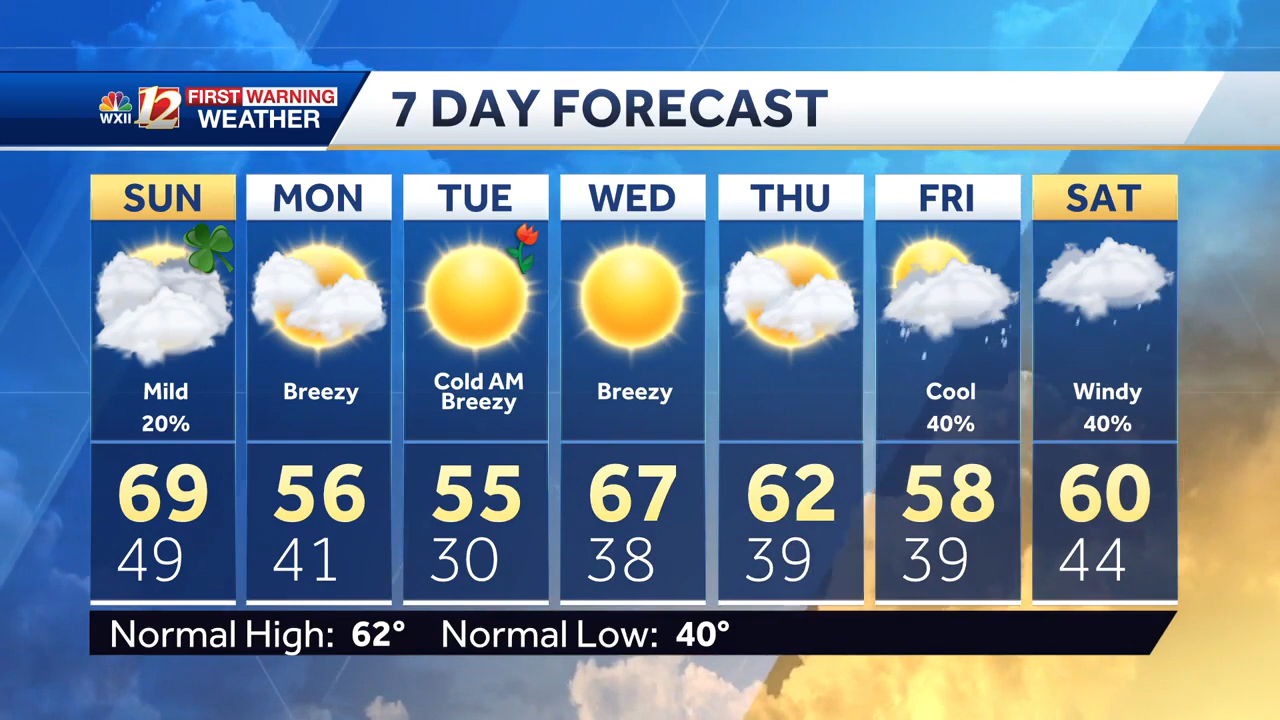 WXII 12 FIRST WARNING
WEATHER
7 DAY FORECAST
SUN MON TUE WED THU FRI SAT
Mild
20%
Breezy
Cold AM
Breezy
Breezy
Cool
40%
Windy
40%
69 56 55 67 62 58 60
49 41 30 38 39 39 44
Normal High: 62° Normal Low: 40°